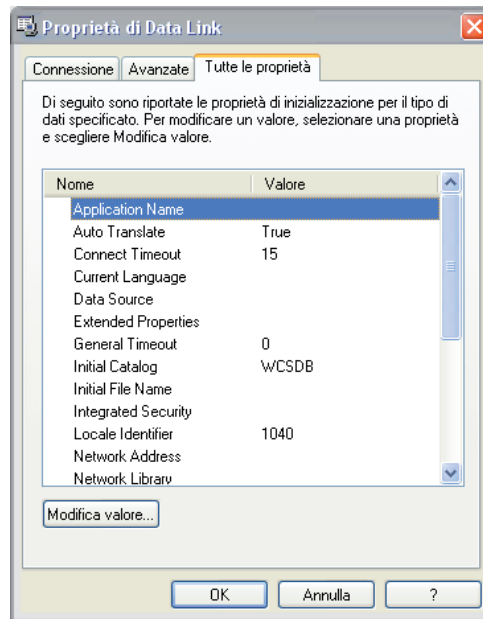 Proprietà di Data Link
Connessione Avanzate Tutte le proprietà
Di seguito sono riportate le proprietà di inizializzazione per il tipo di
dati specificato. Per modificare un valore, selezionare una proprietà
e scegliere Modifica valore.
Nome Valore
Application Name
Auto Translate True
Connect Timeout 15
Current Language
Data Source
Extended Properties
General Timeout 0
Initial Catalog WCSDB
Initial File Name
Integrated Security
Locale Identifier 1040
Network Address
Network Library
Modifica valore...
OK Annulla ?